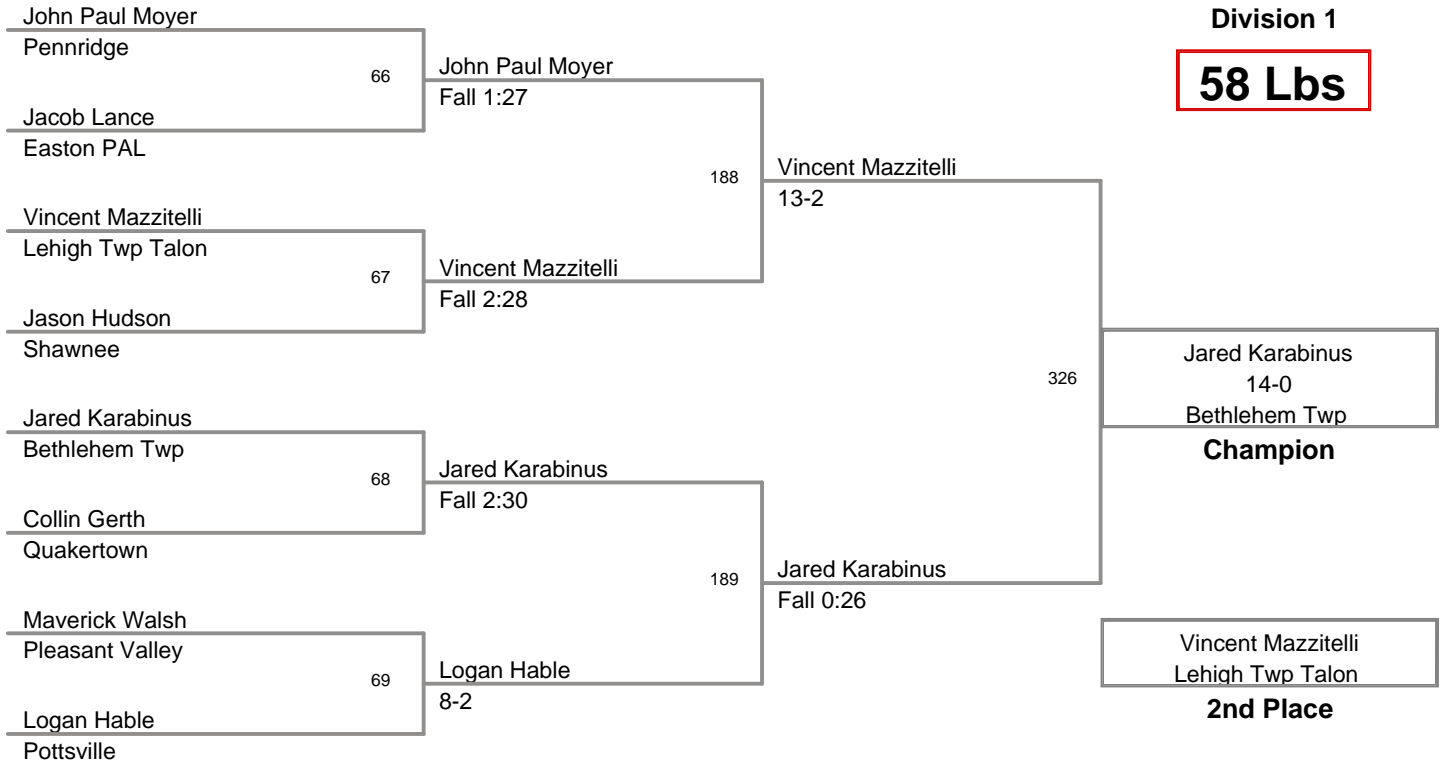 John Paul Moyer
Pennridge
66
Jacob Lance
Easton PAL
Vincent Mazzitelli
Lehigh Twp Talon
67
Jason Hudson
Shawnee
Jared Karabinus
Bethlehem Twp
68
Collin Gerth
Quakertown
Maverick Walsh
Pleasant Valley
69
Logan Hable
Pottsville
John Paul Moyer
Fall 1:27
188
Vincent Mazzitelli
Fall 2:28
Jared Karabinus
Fall 2:30
189
Logan Hable
8-2
Vincent Mazzitelli
13-2
326
Jared Karabinus
Fall 0:26
Division 1
58 Lbs
Jared Karabinus
14-0
Bethlehem Twp
Champion
Vincent Mazzitelli
Lehigh Twp Talon
2nd Place